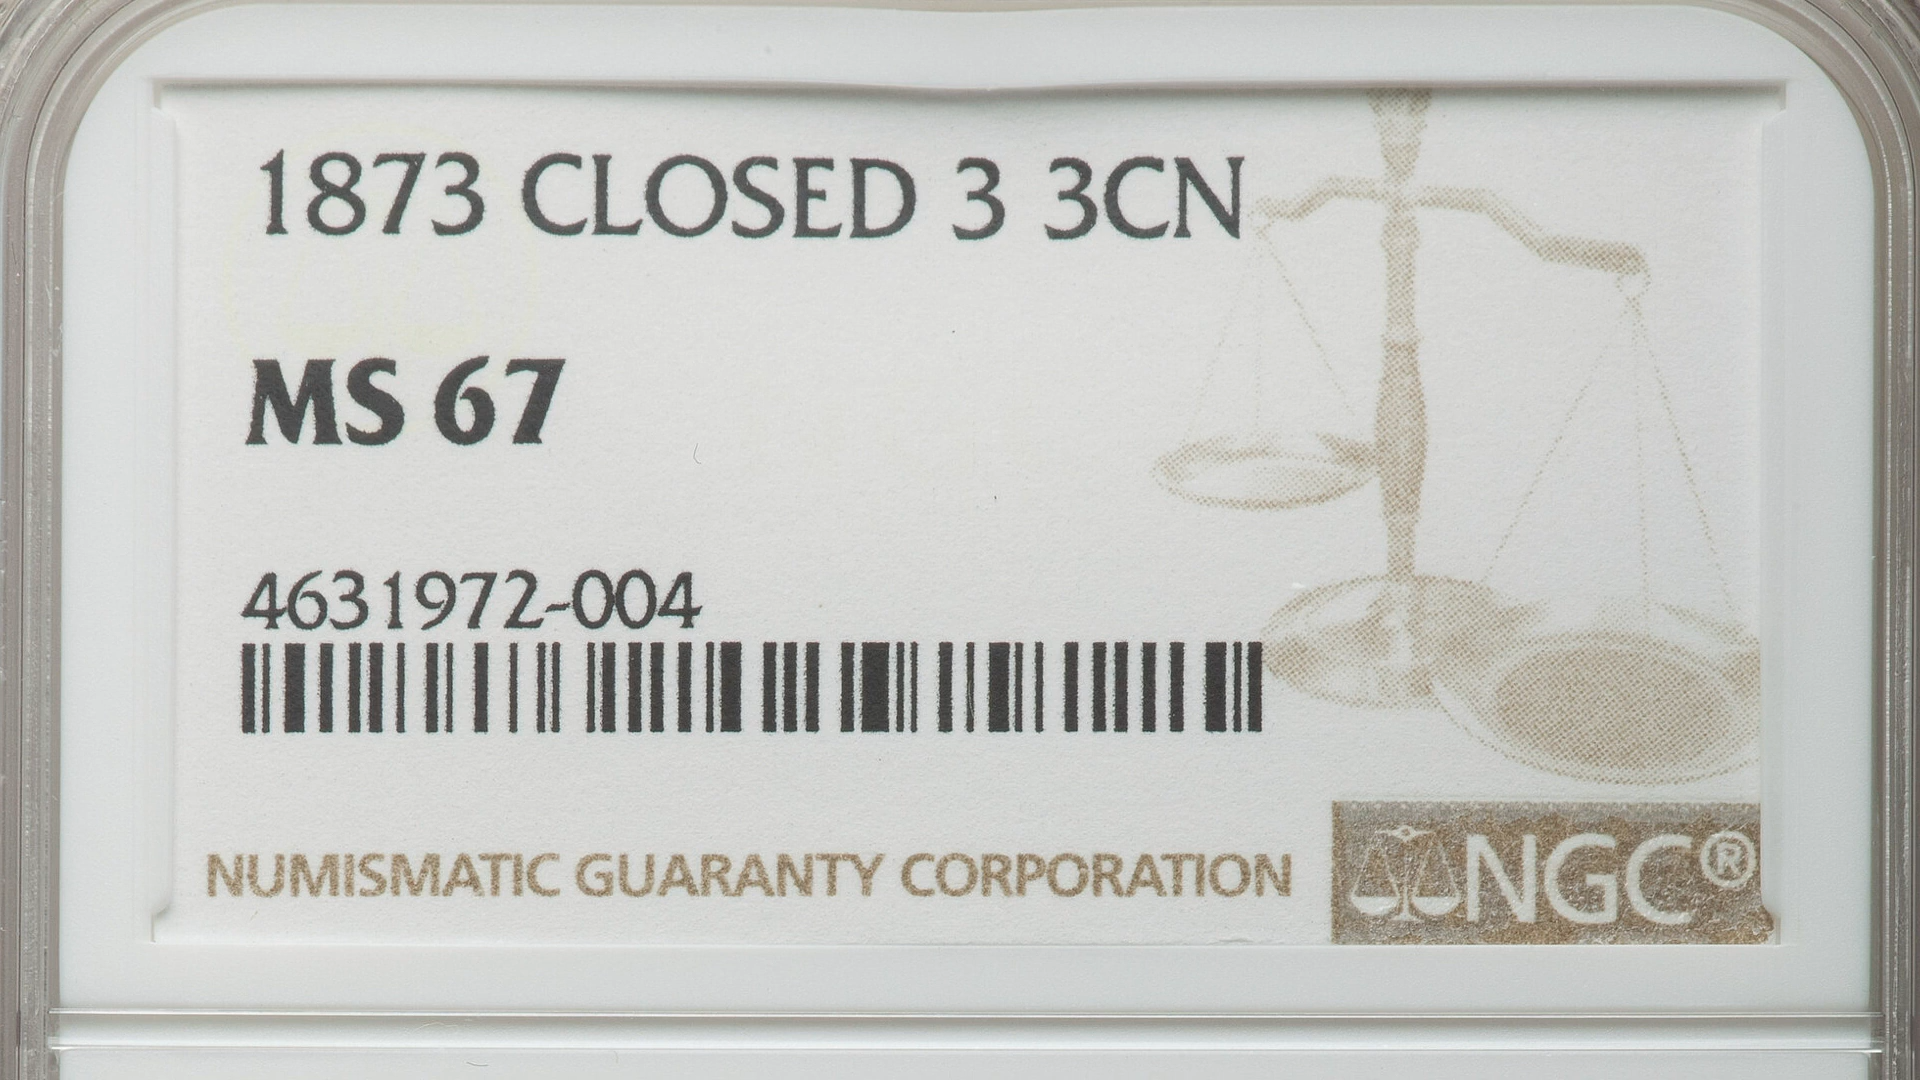 1873 CLOSED 3 3CN
MS 67
4631972-004
NUMISMATIC GUARANTY CORPORATION
NGC®